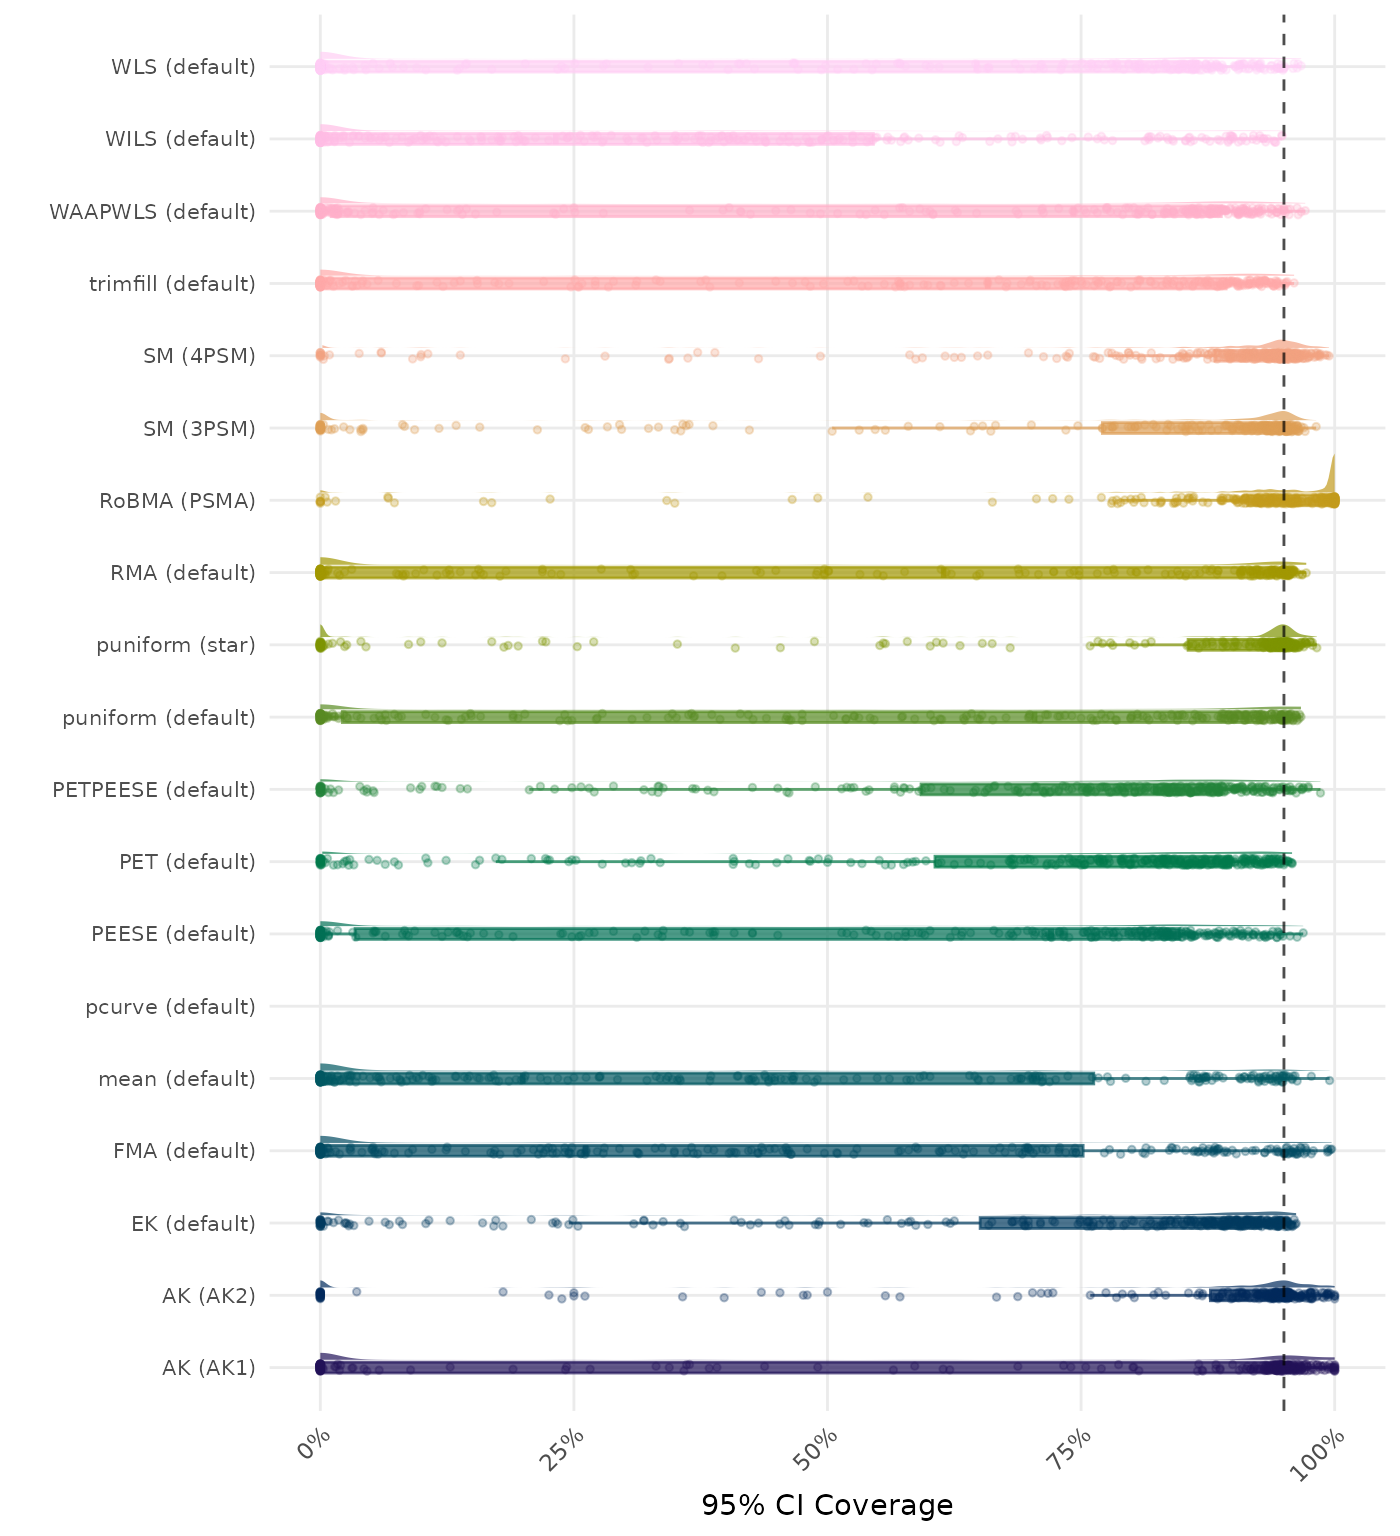 WLS (default)
WILS (default)
WAAPWLS (default)
trimfill (default)
SM (4PSM)
SM (3PSM)
RoBMA (PSMA)
RMA (default)
puniform (star)
puniform (default)
PETPEESE (default)
PET (default)
PEESE (default)
pcurve (default)
mean (default)
FMA (default)
EK (default)
AK (AK2)
AK (AK1)
0%
25%
50%
75%
100%
95% CI Coverage